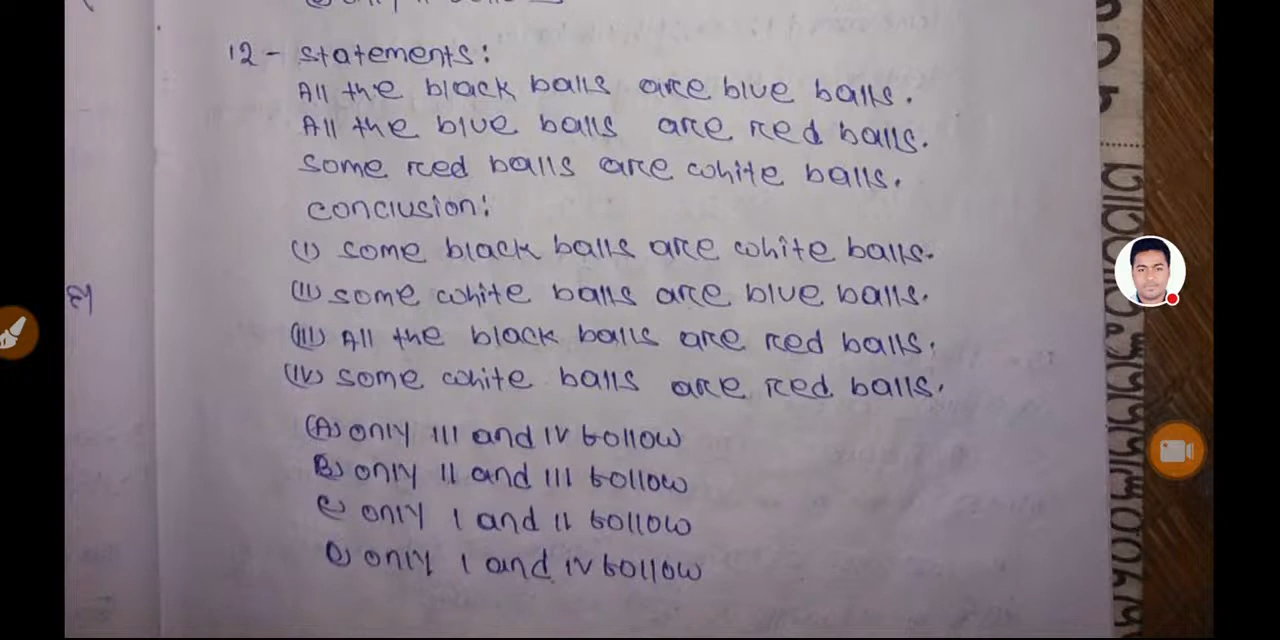 12 - Statements:
All the black balls are blue balls.
All the blue balls are red balls.
Some red balls are white balls.
Conclusion:
(I) Some black balls are white balls.
(II) Some white balls are blue balls.
(III) All the black balls are red balls.
(IV) Some white balls are red balls.
(A) only III and IV follow
(B) only II and III follow
(C) only I and II follow
(D) only I and IV follow